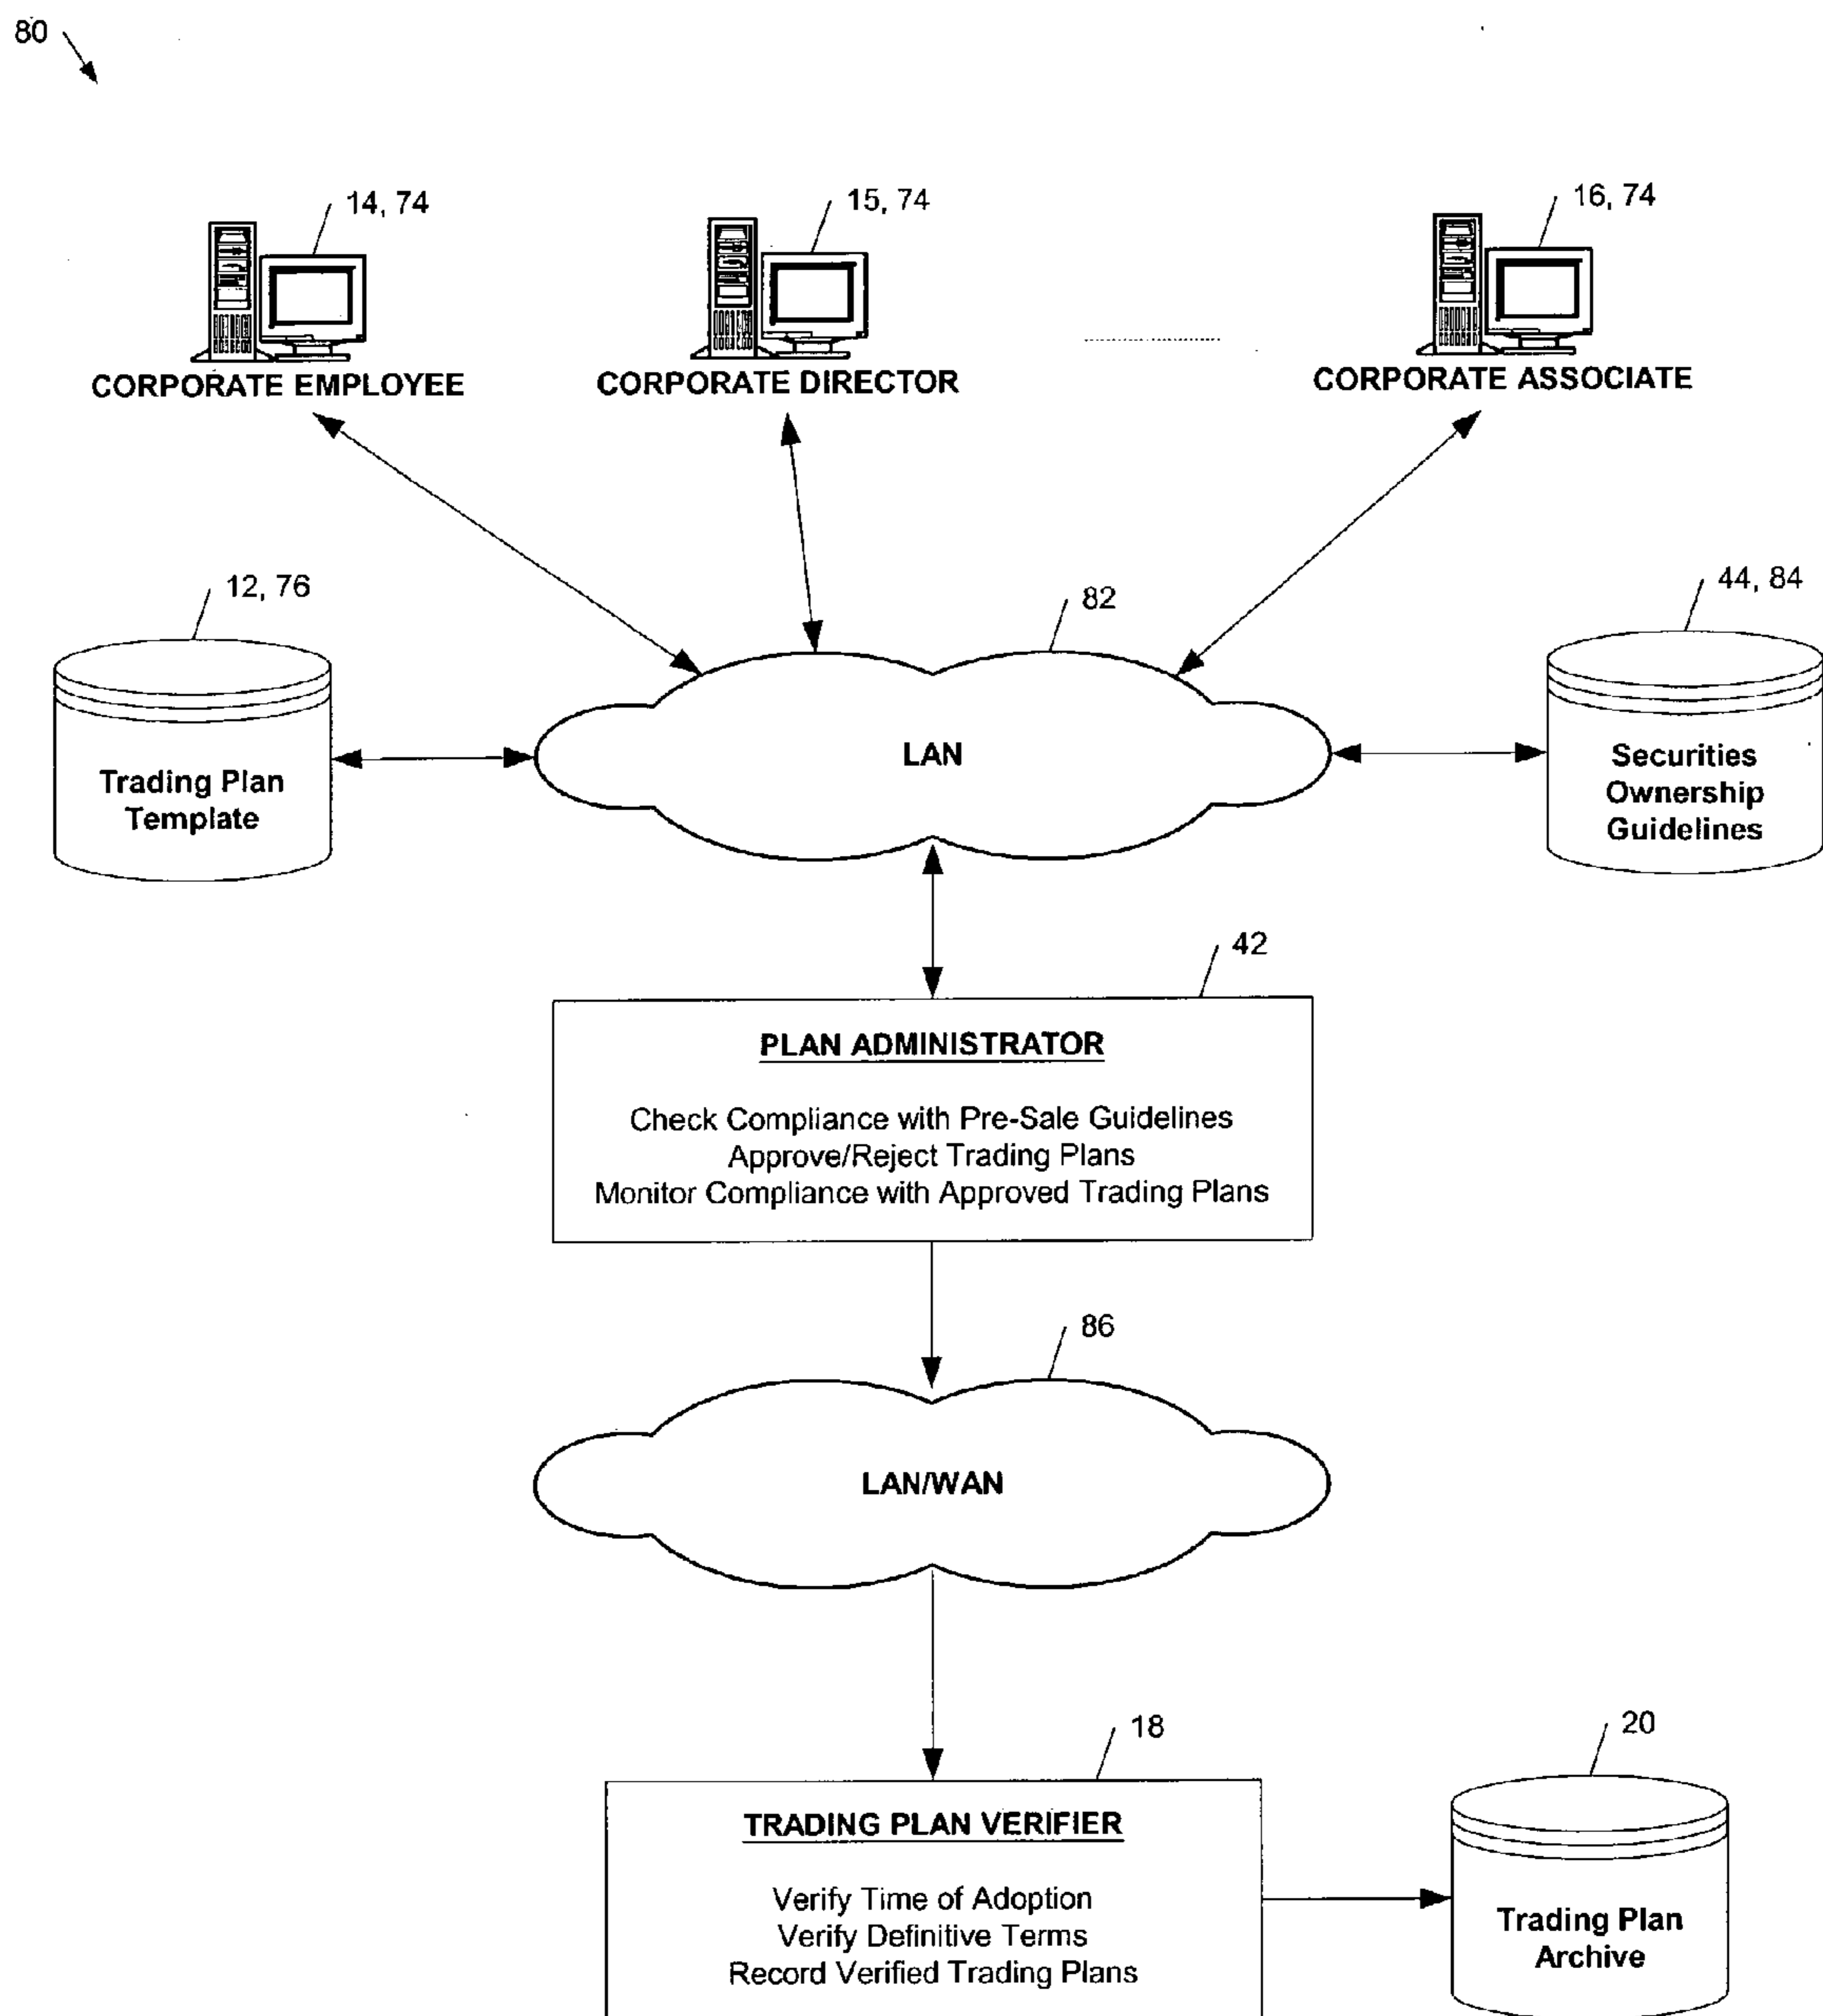 80
14, 74
15, 74
16, 74
CORPORATE EMPLOYEE
CORPORATE DIRECTOR
CORPORATE ASSOCIATE
12, 76
82
44, 84
Trading Plan
Template
LAN
Securities
Ownership
Guidelines
42
PLAN ADMINISTRATOR
Check Compliance with Pre-Sale Guidelines
Approve/Reject Trading Plans
Monitor Compliance with Approved Trading Plans
86
LAN/WAN
18
20
TRADING PLAN VERIFIER
Verify Time of Adoption
Verify Definitive Terms
Record Verified Trading Plans
Trading Plan
Archive